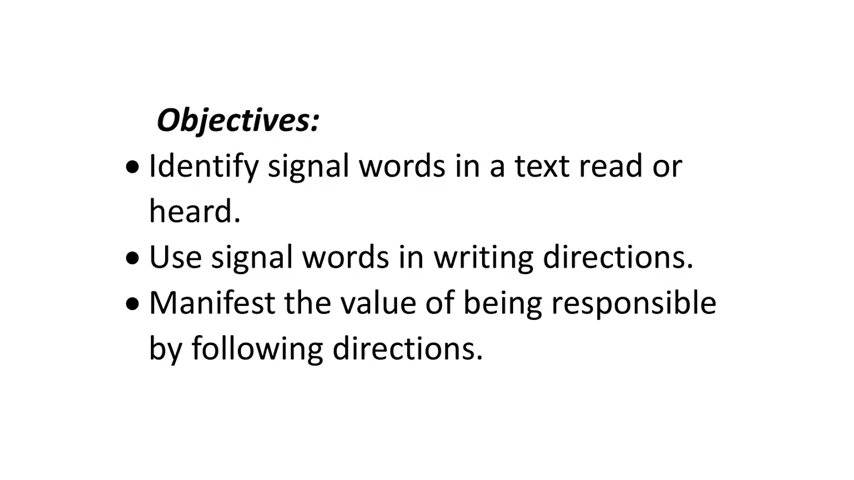 Objectives:
• Identify signal words in a text read or
heard.
• Use signal words in writing directions.
• Manifest the value of being responsible
by following directions.